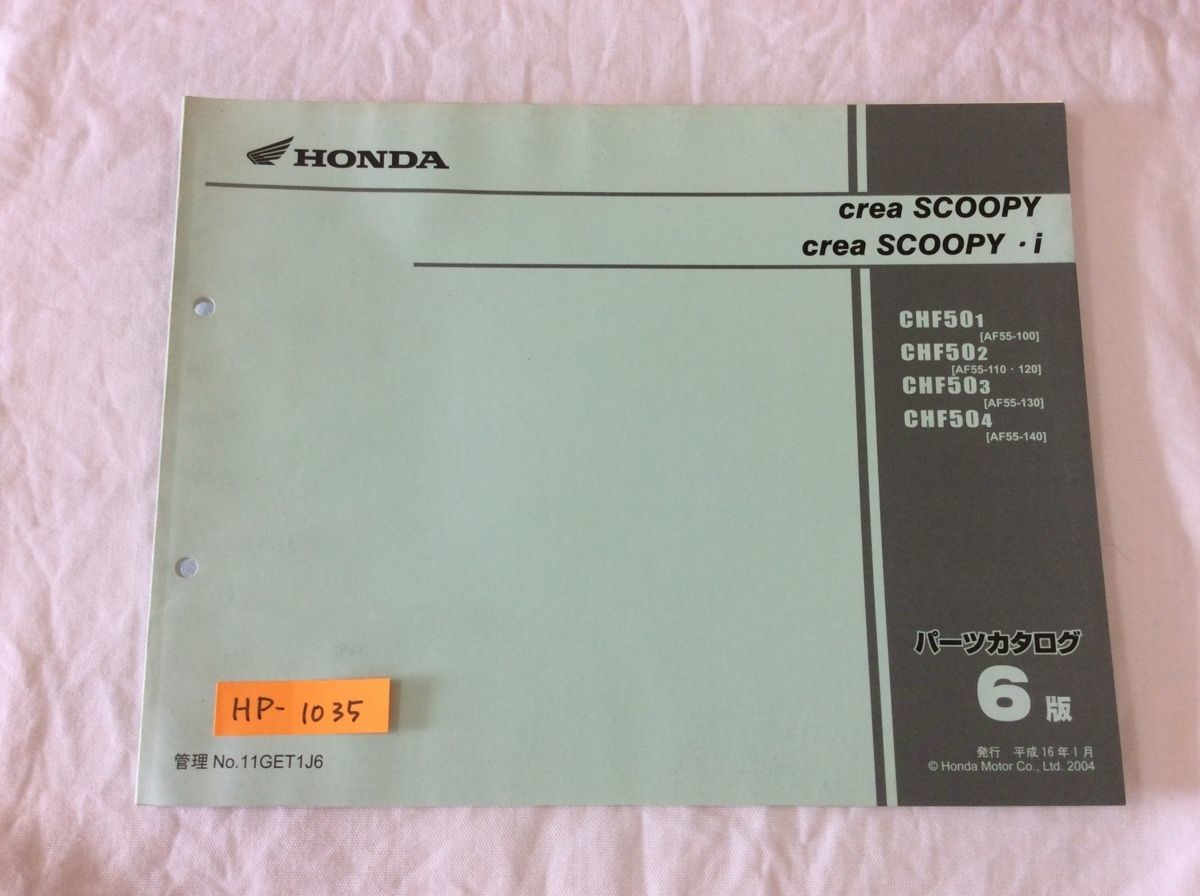 HONDA
crea SCOOPY
crea SCOOPY・i
CHF501
[AF55-100]
CHF502
[AF55-110・120]
CHF503
[AF55-130]
CHF504
[AF55-140]
パーツカタログ
6版
発行 平成16年1月
© Honda Motor Co., Ltd. 2004
HP-1035
管理 No.11GET1J6